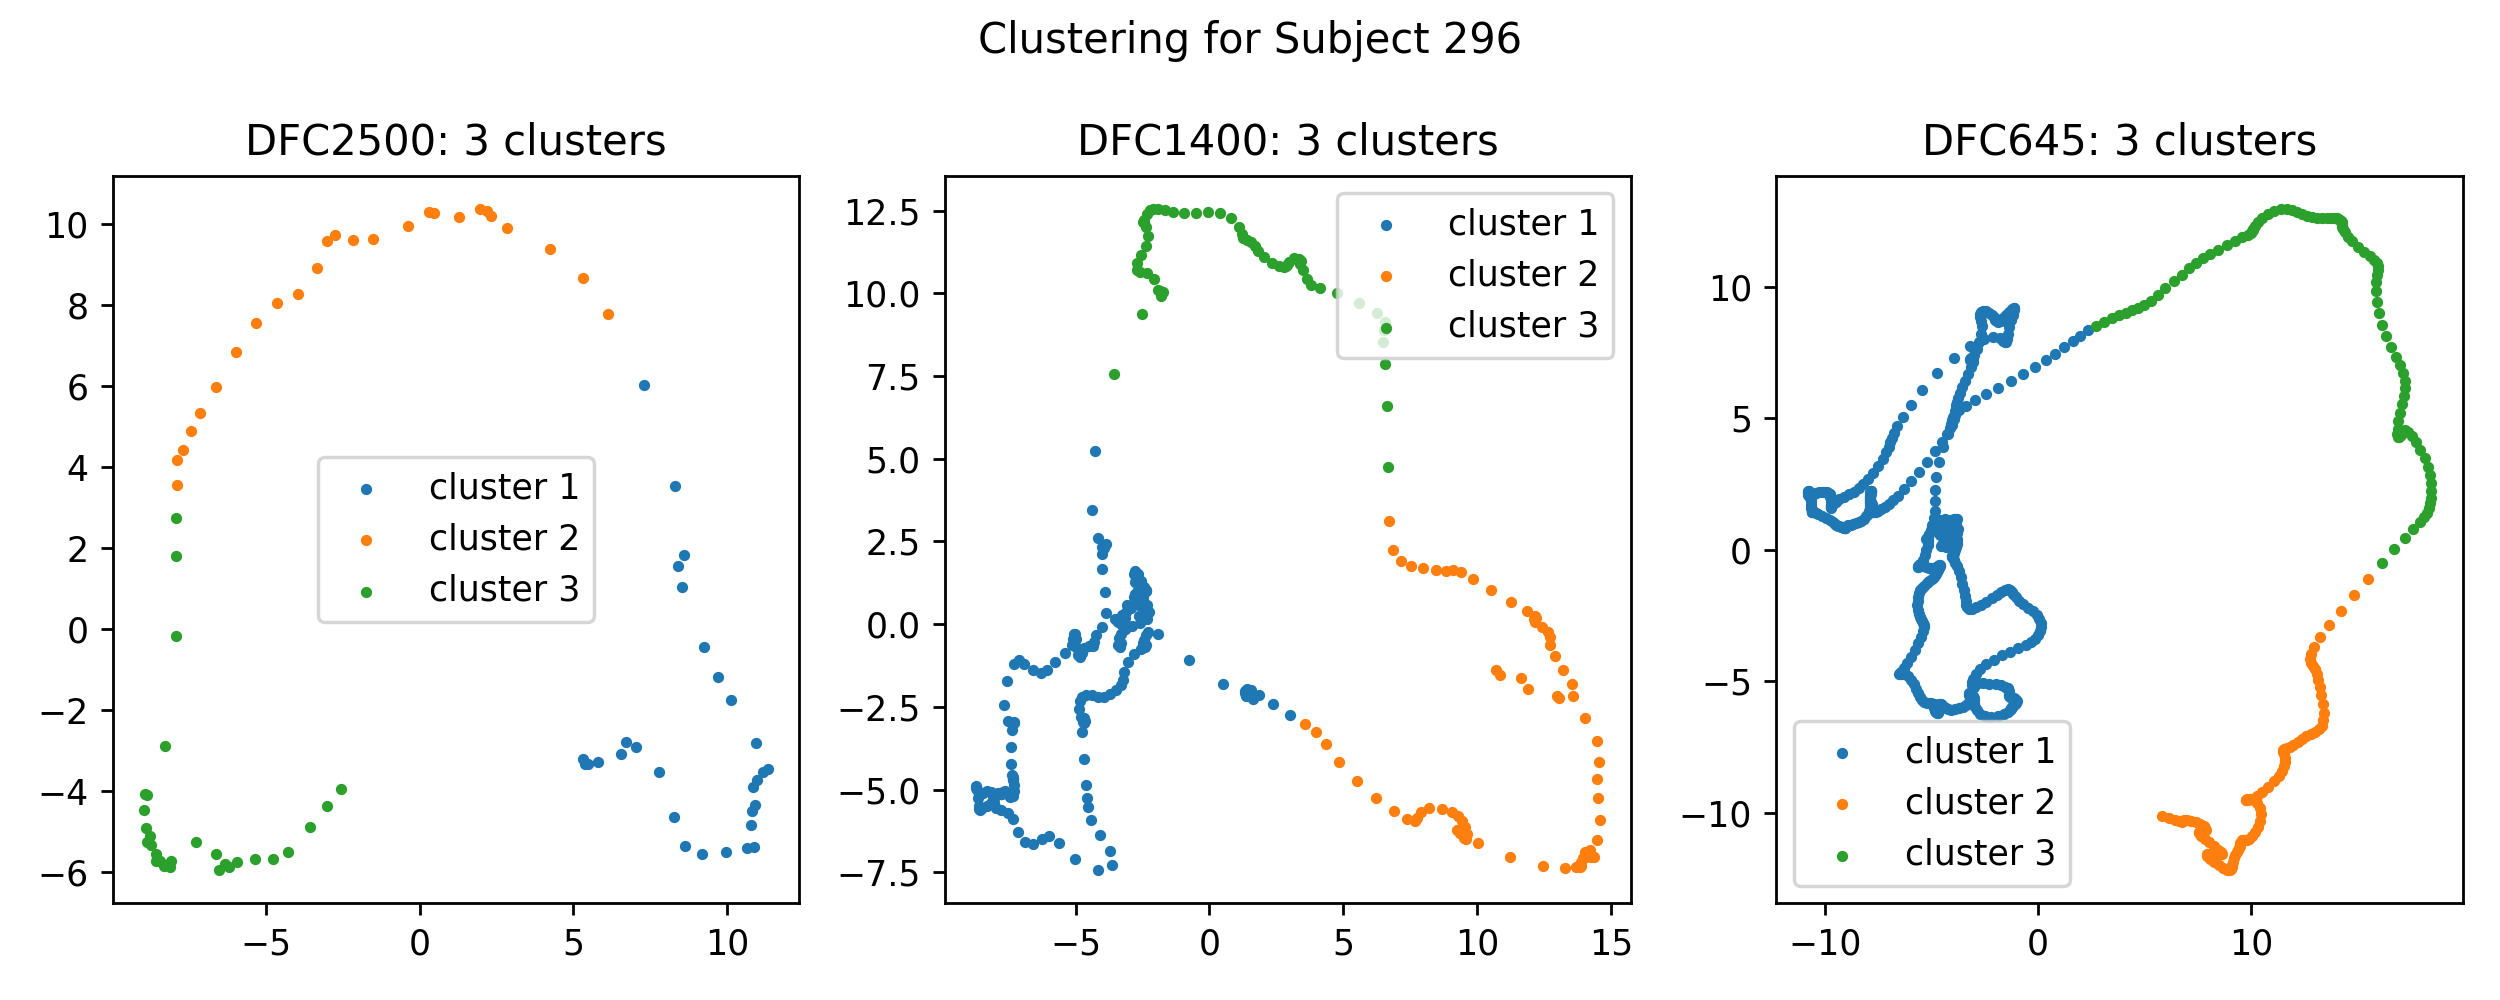 Clustering for Subject 296
DFC2500: 3 clusters
10
8
6
4
2
0
−2
−4
−6
−5
0
5
10
cluster 1
cluster 2
cluster 3
DFC1400: 3 clusters
12.5
10.0
7.5
5.0
2.5
0.0
−2.5
−5.0
−7.5
−5
0
5
10
15
cluster 1
cluster 2
cluster 3
DFC645: 3 clusters
10
5
0
−5
−10
−10
0
10
cluster 1
cluster 2
cluster 3